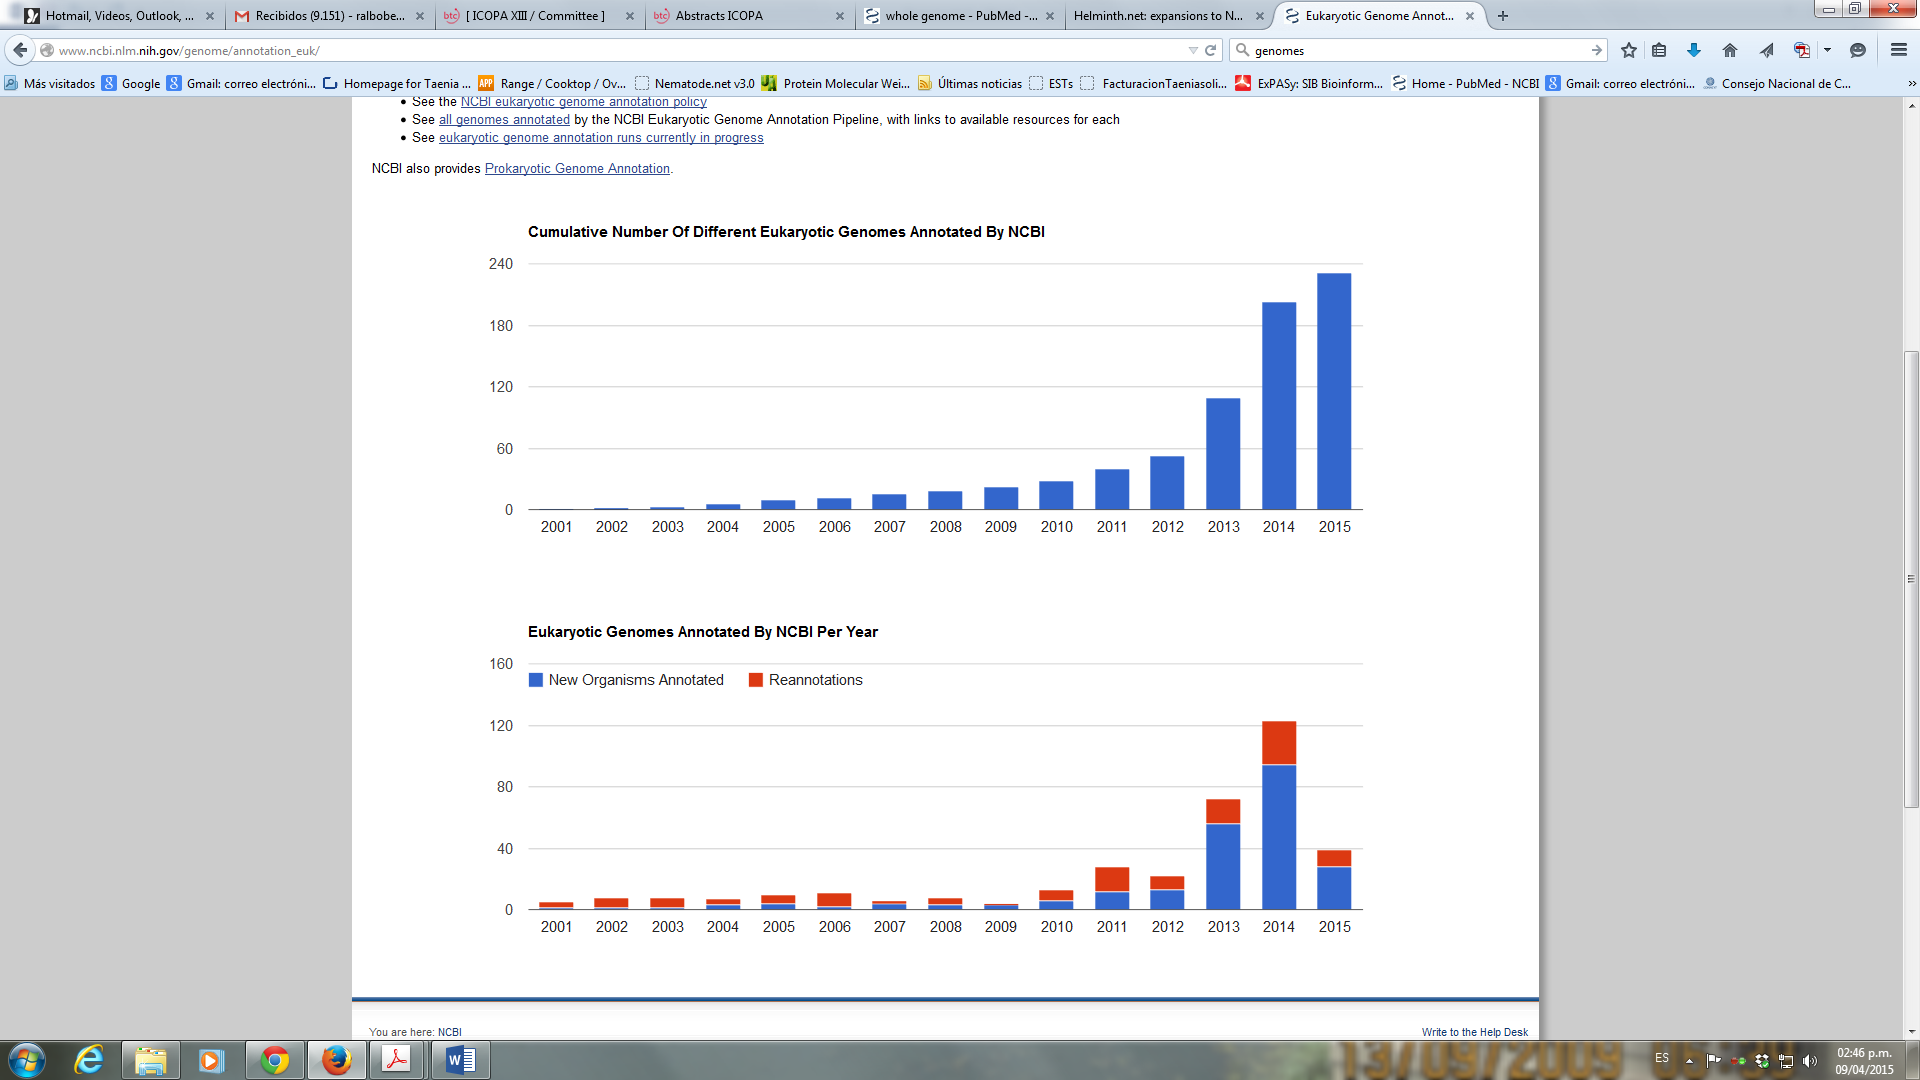 Hotmail, Videos, Outlook, ...
Recibidos (9.151) - ralbobe...
[ ICOPA XIII / Committee ]
Abstracts ICOPA
whole genome - PubMed -...
Helminth.net: expansions to N...
Eukaryotic Genome Annot...
www.ncbi.nlm.nih.gov/genome/annotation_euk/
genomes
Más visitados
Google
Gmail: correo electróni...
Homepage for Taenia ...
Range / Cooktop / Ov...
Nematode.net v3.0
Protein Molecular Wei...
Últimas noticias
ESTs
FacturacionTaeniasoli...
ExPASy: SIB Bioinform...
Home - PubMed - NCBI
Gmail: correo electróni...
Consejo Nacional de C...
• See the NCBI eukaryotic genome annotation policy
• See all genomes annotated by the NCBI Eukaryotic Genome Annotation Pipeline, with links to available resources for each
• See eukaryotic genome annotation runs currently in progress
NCBI also provides Prokaryotic Genome Annotation.
Cumulative Number Of Different Eukaryotic Genomes Annotated By NCBI
240
180
120
60
0
2001 2002 2003 2004 2005 2006 2007 2008 2009 2010 2011 2012 2013 2014 2015
Eukaryotic Genomes Annotated By NCBI Per Year
160
New Organisms Annotated Reannotations
120
80
40
0
2001 2002 2003 2004 2005 2006 2007 2008 2009 2010 2011 2012 2013 2014 2015
You are here: NCBI
Write to the Help Desk
ES
02:46 p.m.
09/04/2015
13/09/2009